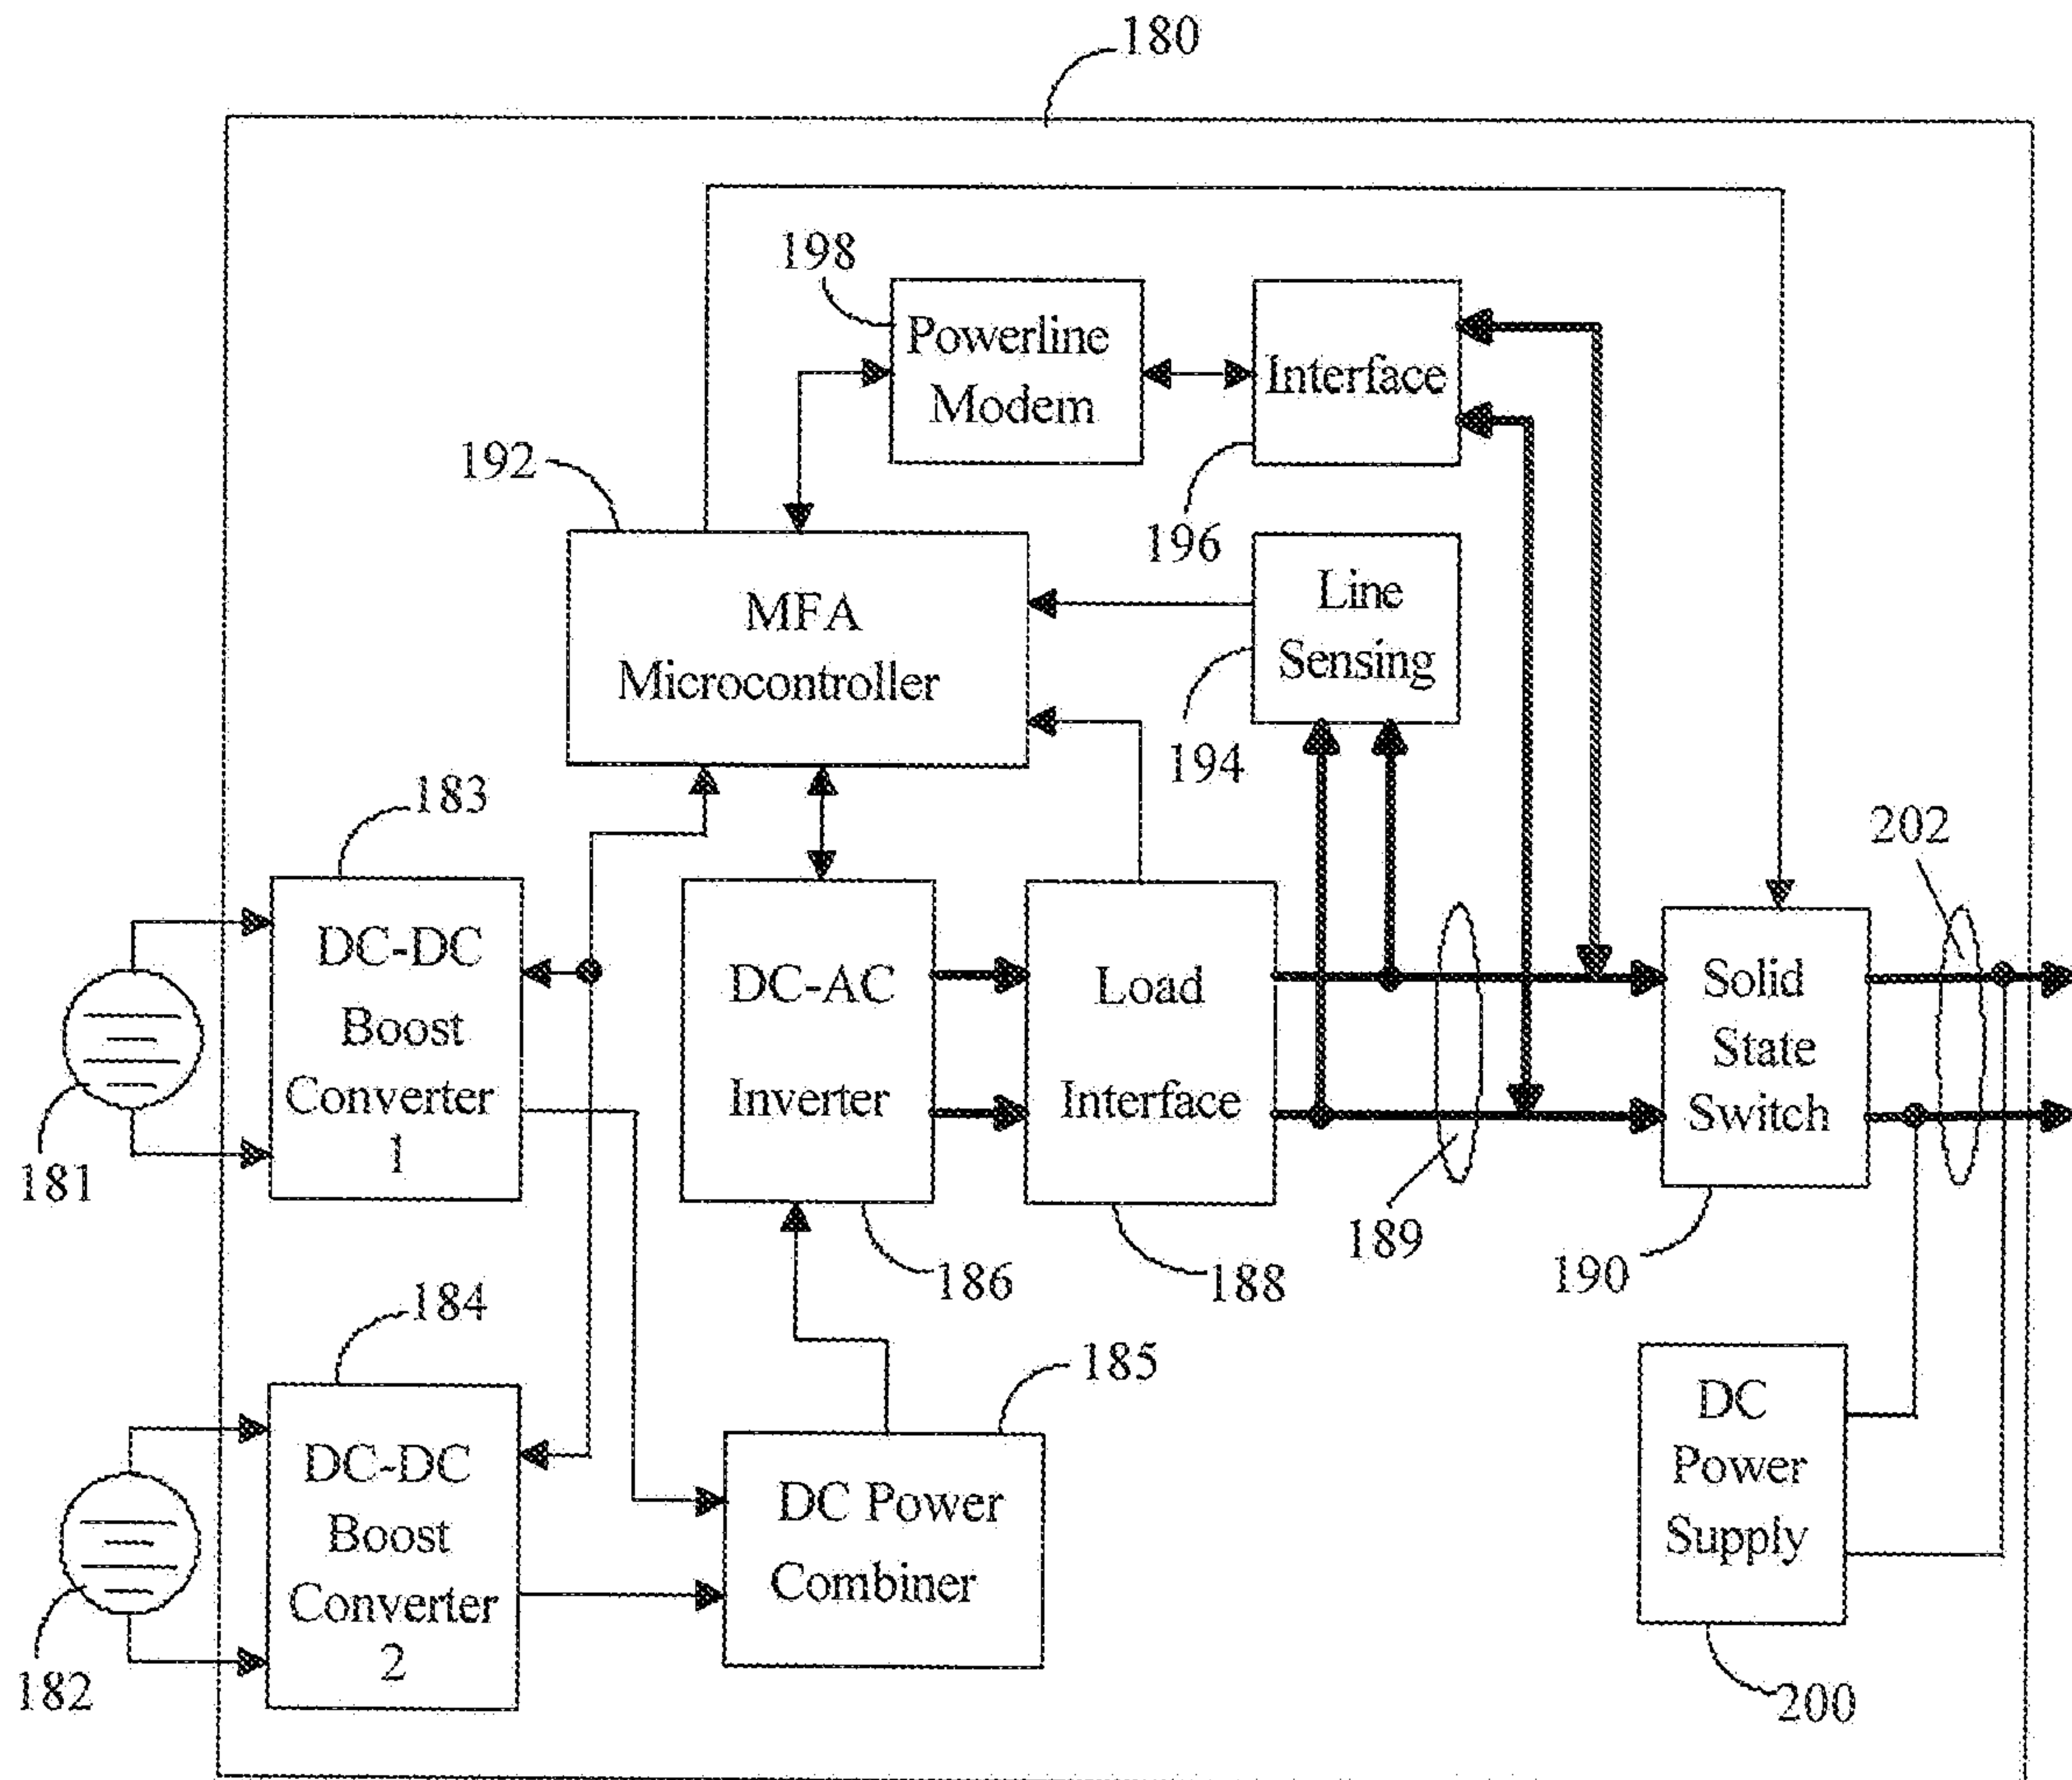 180
198
Powerline
Modem
Interface
192
196
MFA
Microcontroller
Line
Sensing
194
183
202
DC-DC
Boost
Converter
1
DC-AC
Inverter
Load
Interface
Solid
State
Switch
181
189
190
186
188
184
185
DC-DC
Boost
Converter
2
DC Power
Combiner
DC
Power
Supply
182
200